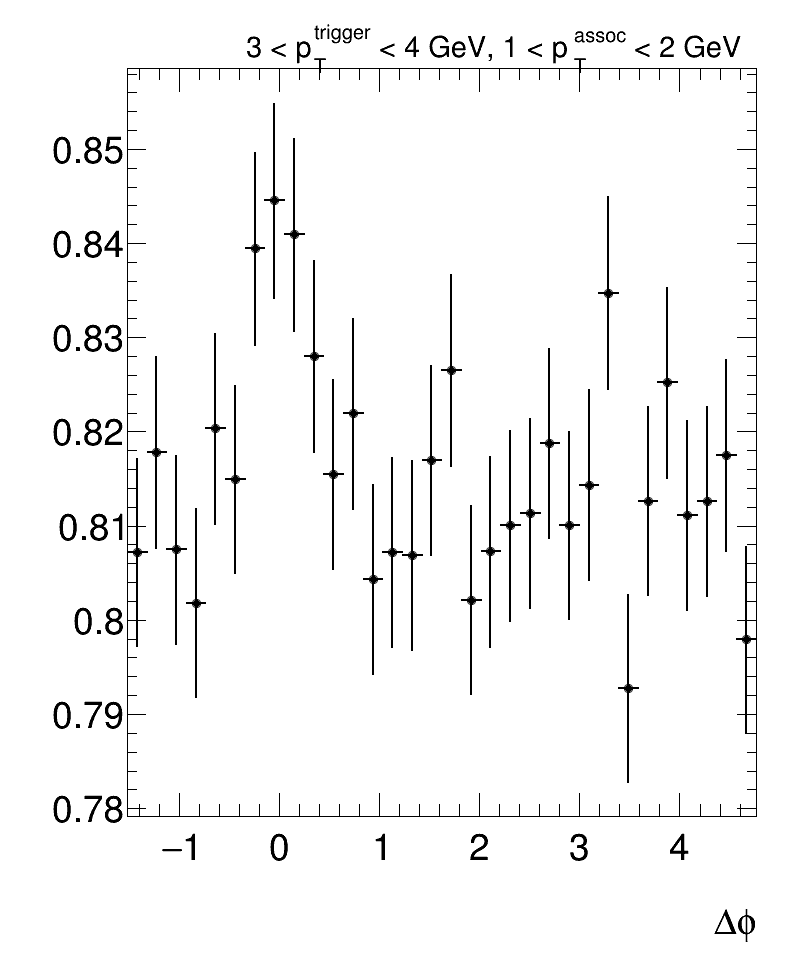 3 < p_T^trigger < 4 GeV, 1 < p_T^assoc < 2 GeV
0.85
0.84
0.83
0.82
0.81
0.8
0.79
0.78
−1 0 1 2 3 4
Δϕ